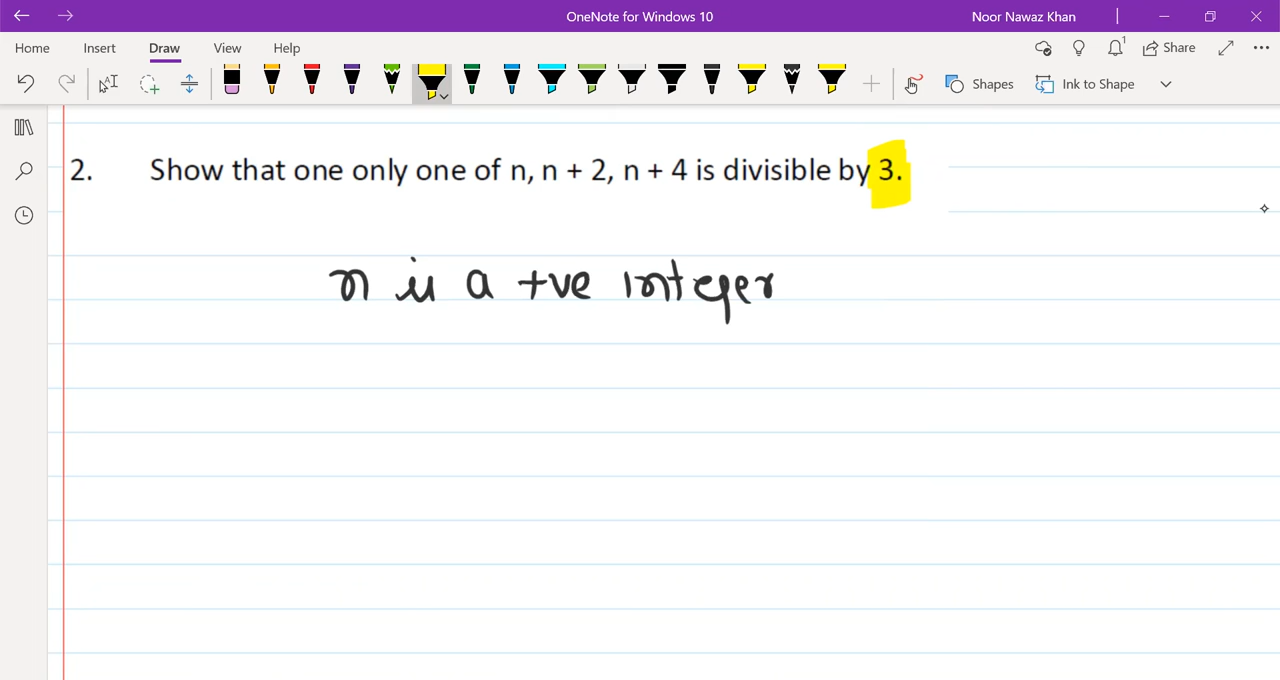 OneNote for Windows 10
Noor Nawaz Khan
Home Insert Draw View Help
1
Share
Shapes
Ink to Shape
2. Show that one only one of n, n + 2, n + 4 is divisible by 3.
n is a +ve integer